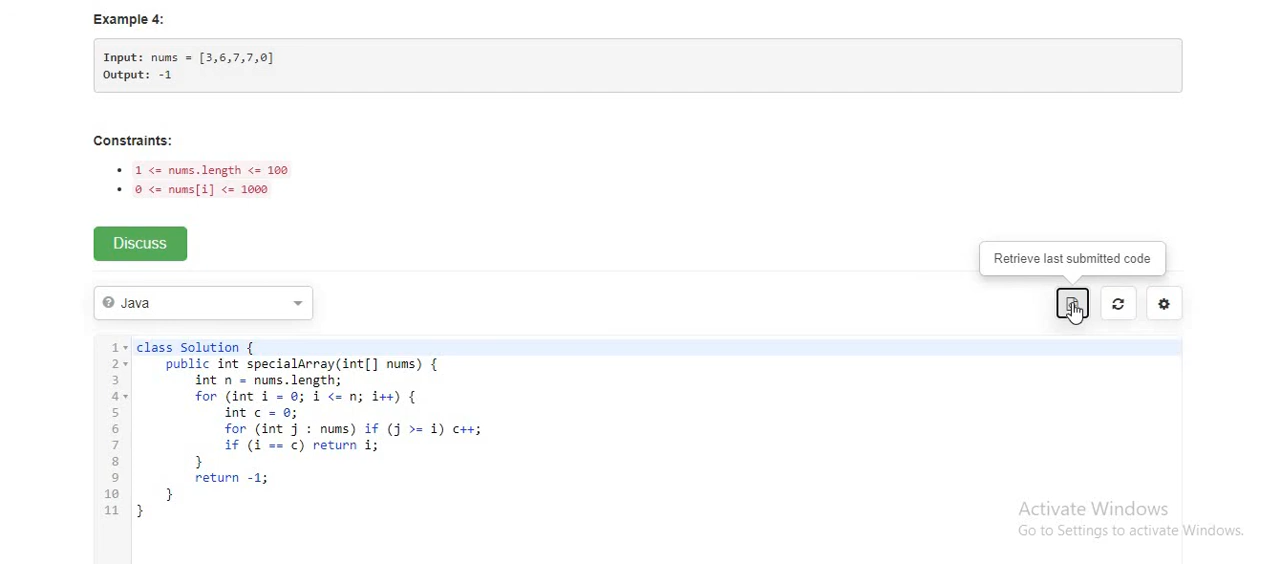 Example 4:
Input: nums = [3,6,7,7,0]
Output: -1
Constraints:
• 1 <= nums.length <= 100
• 0 <= nums[i] <= 1000
Discuss
Retrieve last submitted code
Java
1 class Solution {
2     public int specialArray(int[] nums) {
3         int n = nums.length;
4         for (int i = 0; i <= n; i++) {
5             int c = 0;
6             for (int j : nums) if (j >= i) c++;
7             if (i == c) return i;
8         }
9         return -1;
10     }
11 }
Activate Windows
Go to Settings to activate Windows.